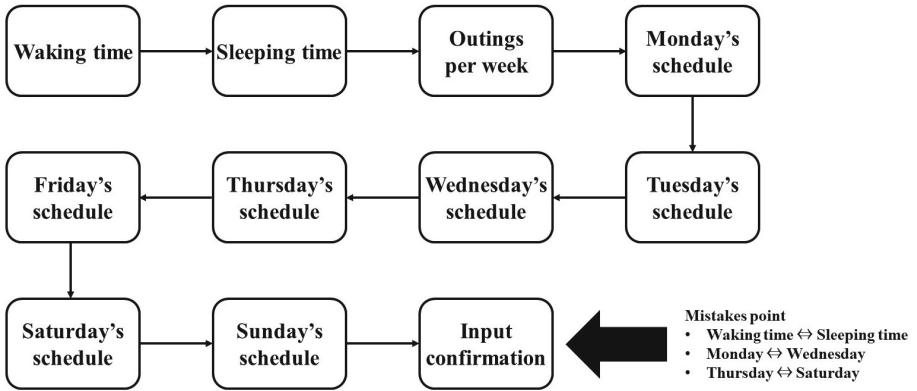 Waking time
Sleeping time
Outings
per week
Monday’s
schedule
Tuesday’s
schedule
Wednesday’s
schedule
Thursday’s
schedule
Friday’s
schedule
Saturday’s
schedule
Sunday’s
schedule
Input
confirmation
Mistakes point
• Waking time ⇔ Sleeping time
• Monday ⇔ Wednesday
• Thursday ⇔ Saturday